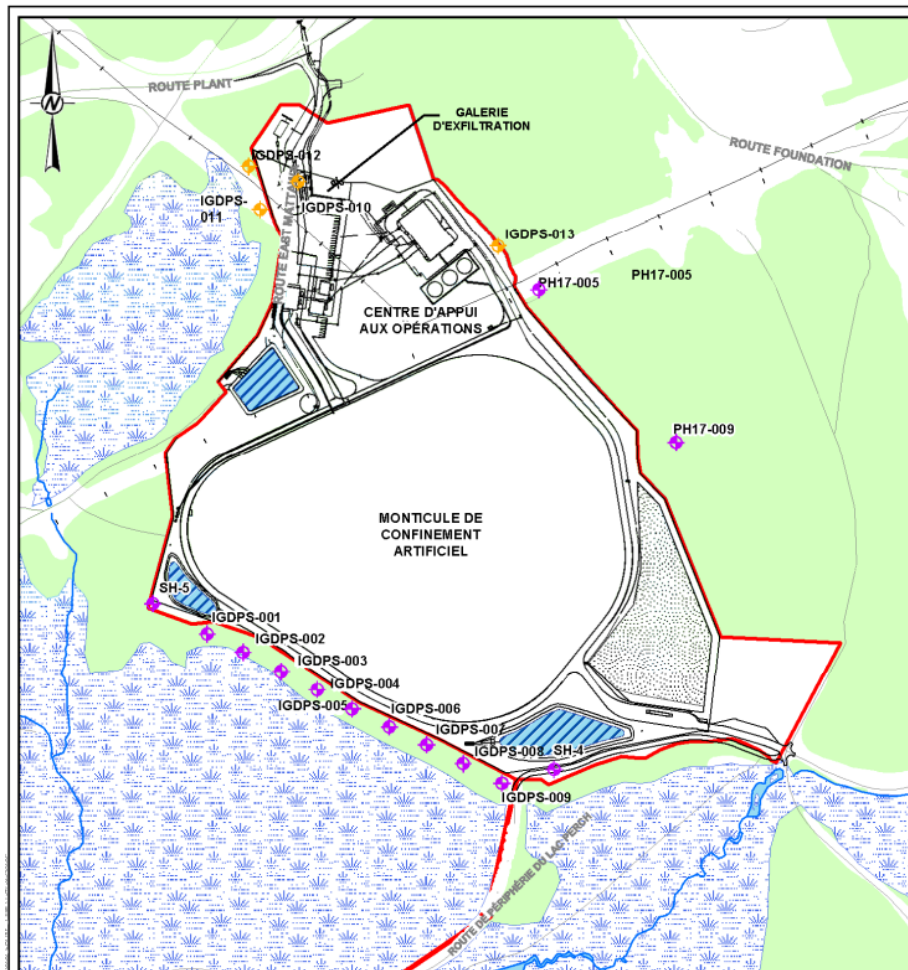 ROUTE PLANT
GALERIE
D'EXFILTRATION
ROUTE FOUNDATION
N
IGDPS-012
IGDPS-
011
IGDPS-010
ROUTE EAST MATTAWA
IGDPS-013
PH17-005
PH17-005
CENTRE D'APPUI
AUX OPÉRATIONS
PH17-009
MONTICULE DE
CONFINEMENT
ARTIFICIEL
SH-5
IGDPS-001
IGDPS-002
IGDPS-003
IGDPS-004
IGDPS-005
IGDPS-006
IGDPS-007
IGDPS-008
SH-4
IGDPS-009
ROUTE DE PÉRIPHÉRIE DU LAC PERCH